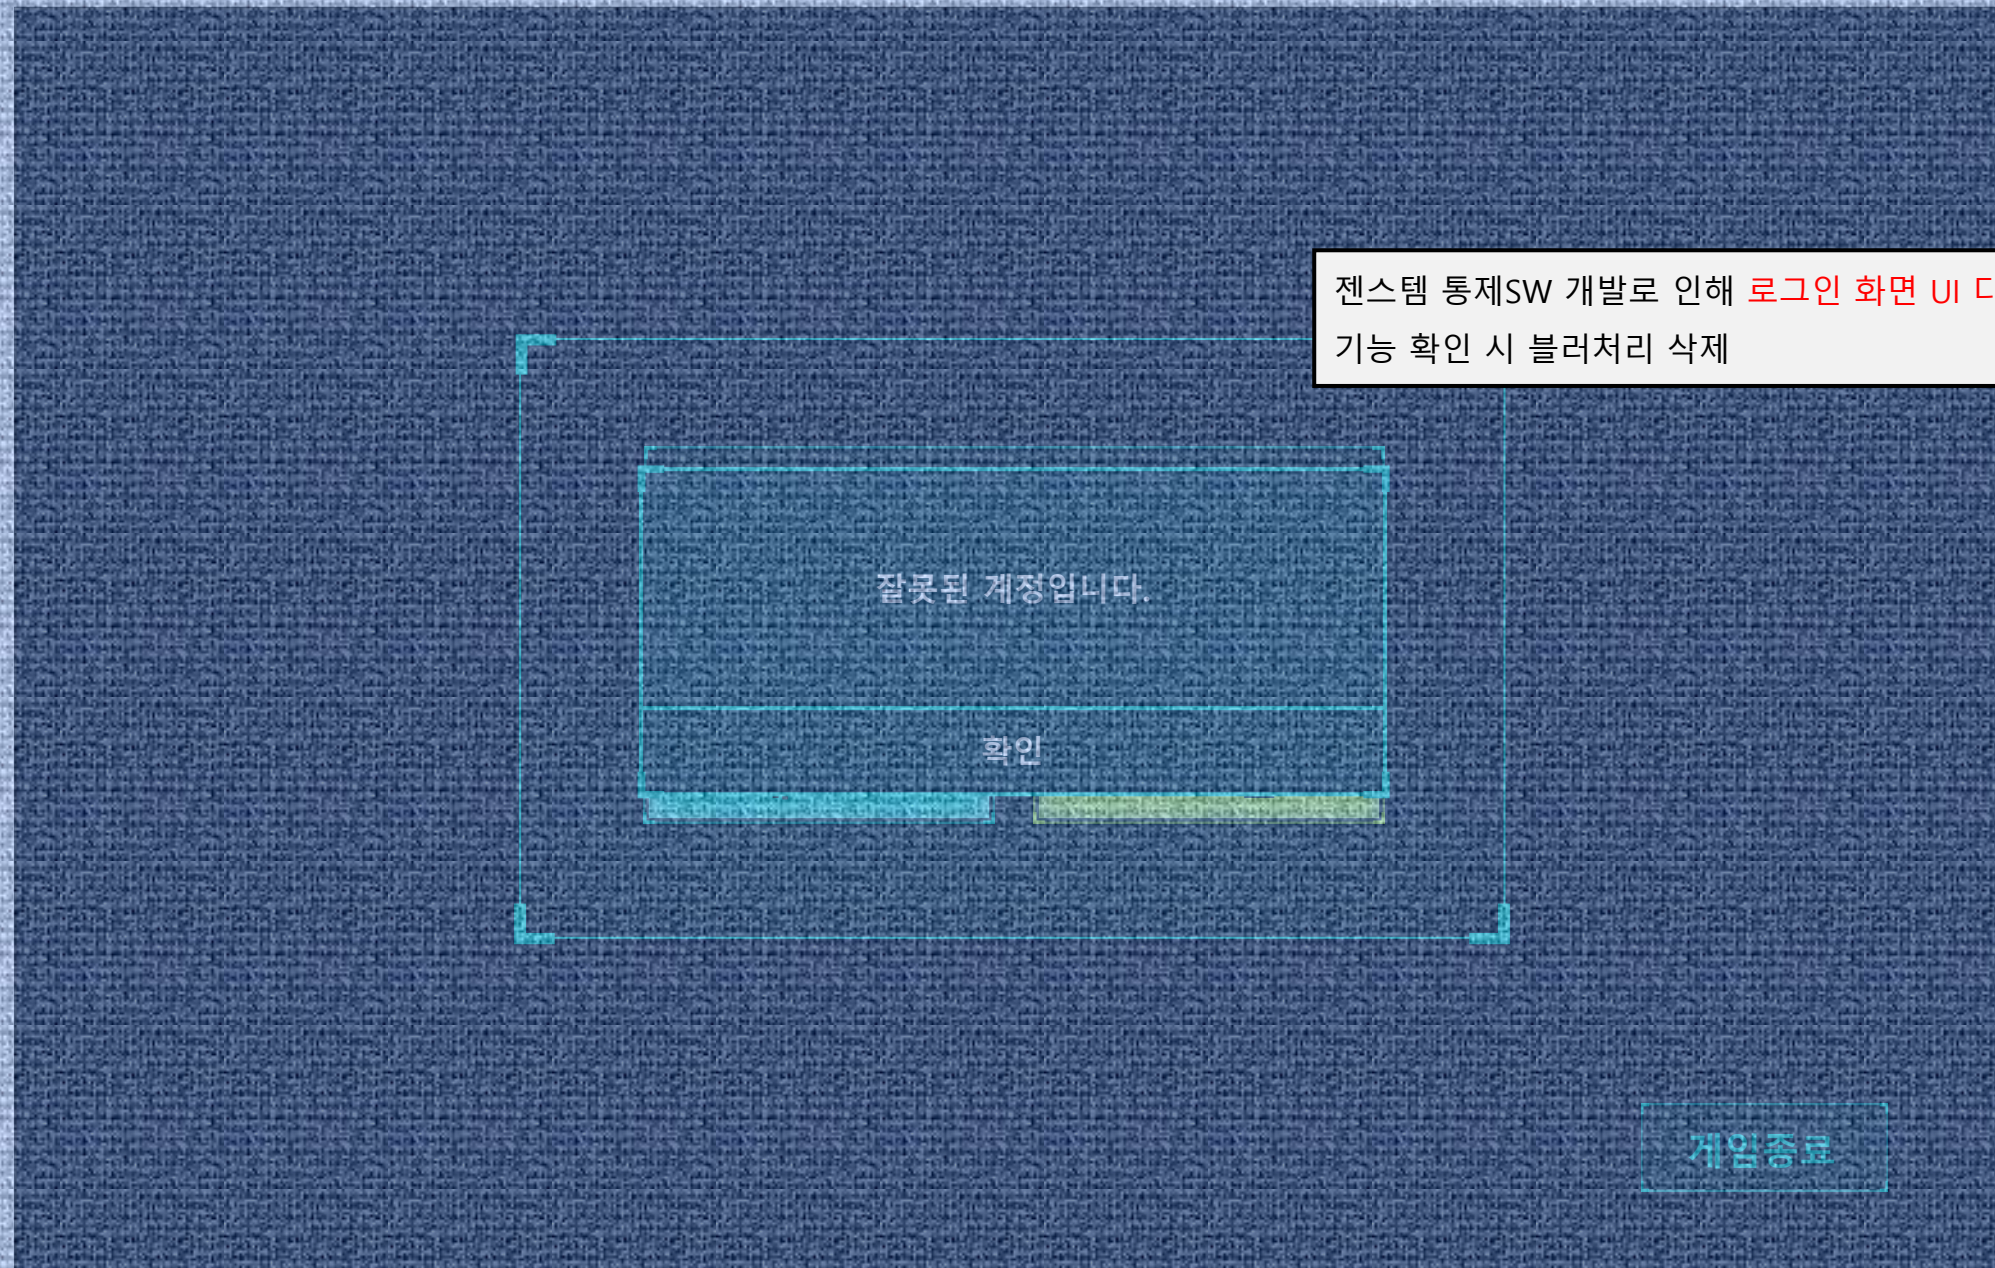 젠스템 통제SW 개발로 인해 로그인 화면 UI
기능 확인 시 블러처리 삭제
잘못된 계정입니다.
확인
게임종료